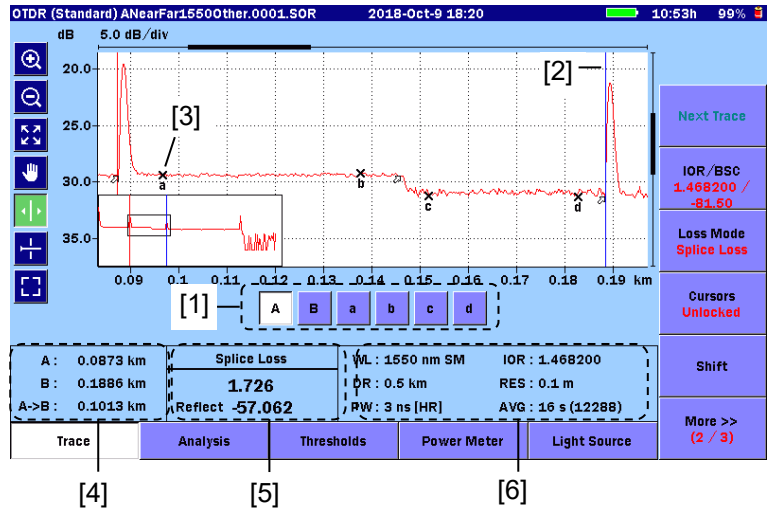 OTDR (Standard) ANearFar1550Other.0001.SOR 2018-Oct-9 18:20 10:53h 99%
dB 5.0 dB/div
20.0
25.0
30.0
35.0
[2]
[3]
a
b
c
d
0.09 0.1 0.11 0.12 0.13 0.14 0.15 0.16 0.17 0.18 0.19 km
[1]
A B a b c d
Next Trace
IOR/BSC
1.468200 /
-81.50
Loss Mode
Splice Loss
Cursors
Unlocked
Shift
More >>
(2 / 3)
A : 0.0873 km
B : 0.1886 km
A->B : 0.1013 km
Splice Loss
1.726
Reflect -57.062
WL : 1550 nm SM IOR : 1.468200
DR : 0.5 km RES : 0.1 m
PW : 3 ns [HR] AVG : 16 s (12288)
Trace Analysis Thresholds Power Meter Light Source
[4] [5] [6]